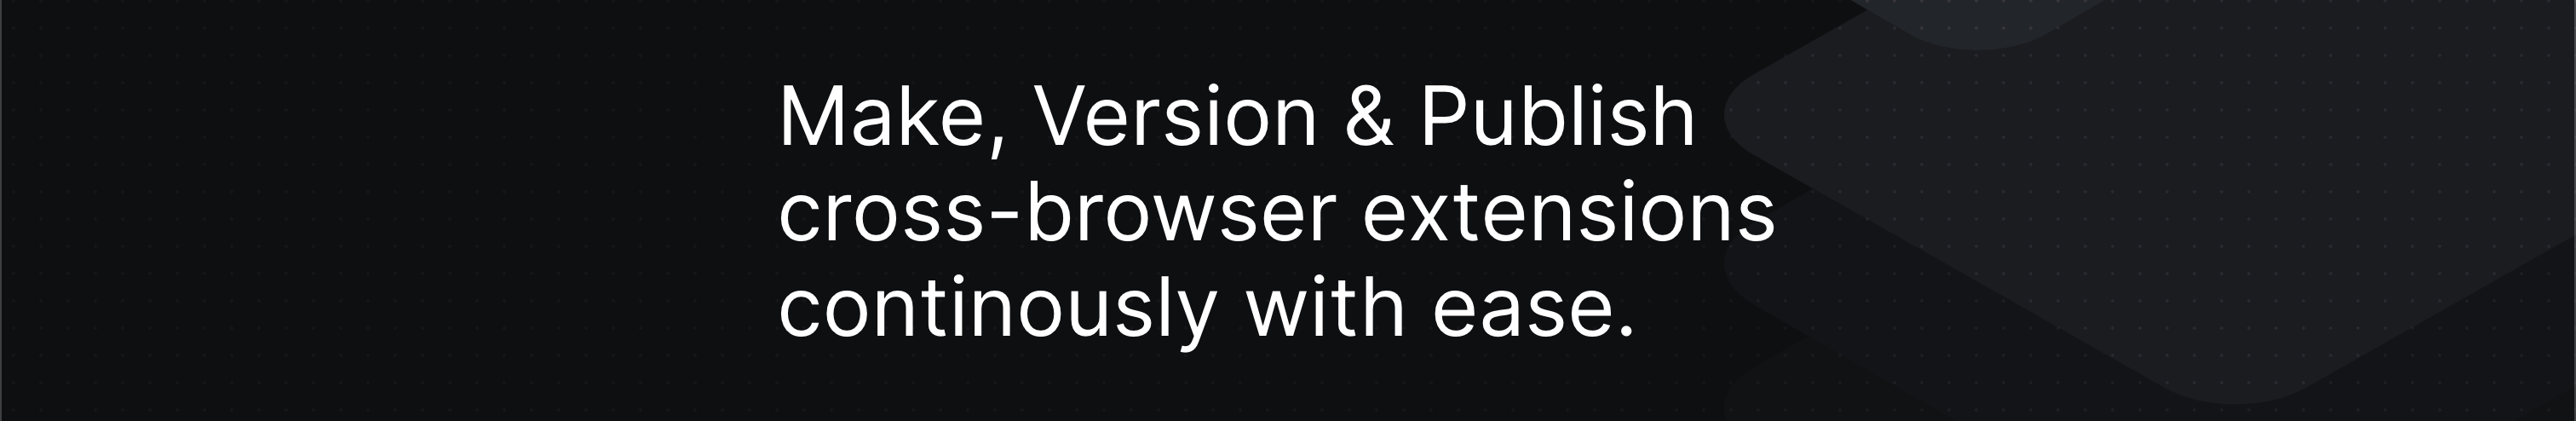 Make, Version & Publish
cross-browser extensions
continously with ease.